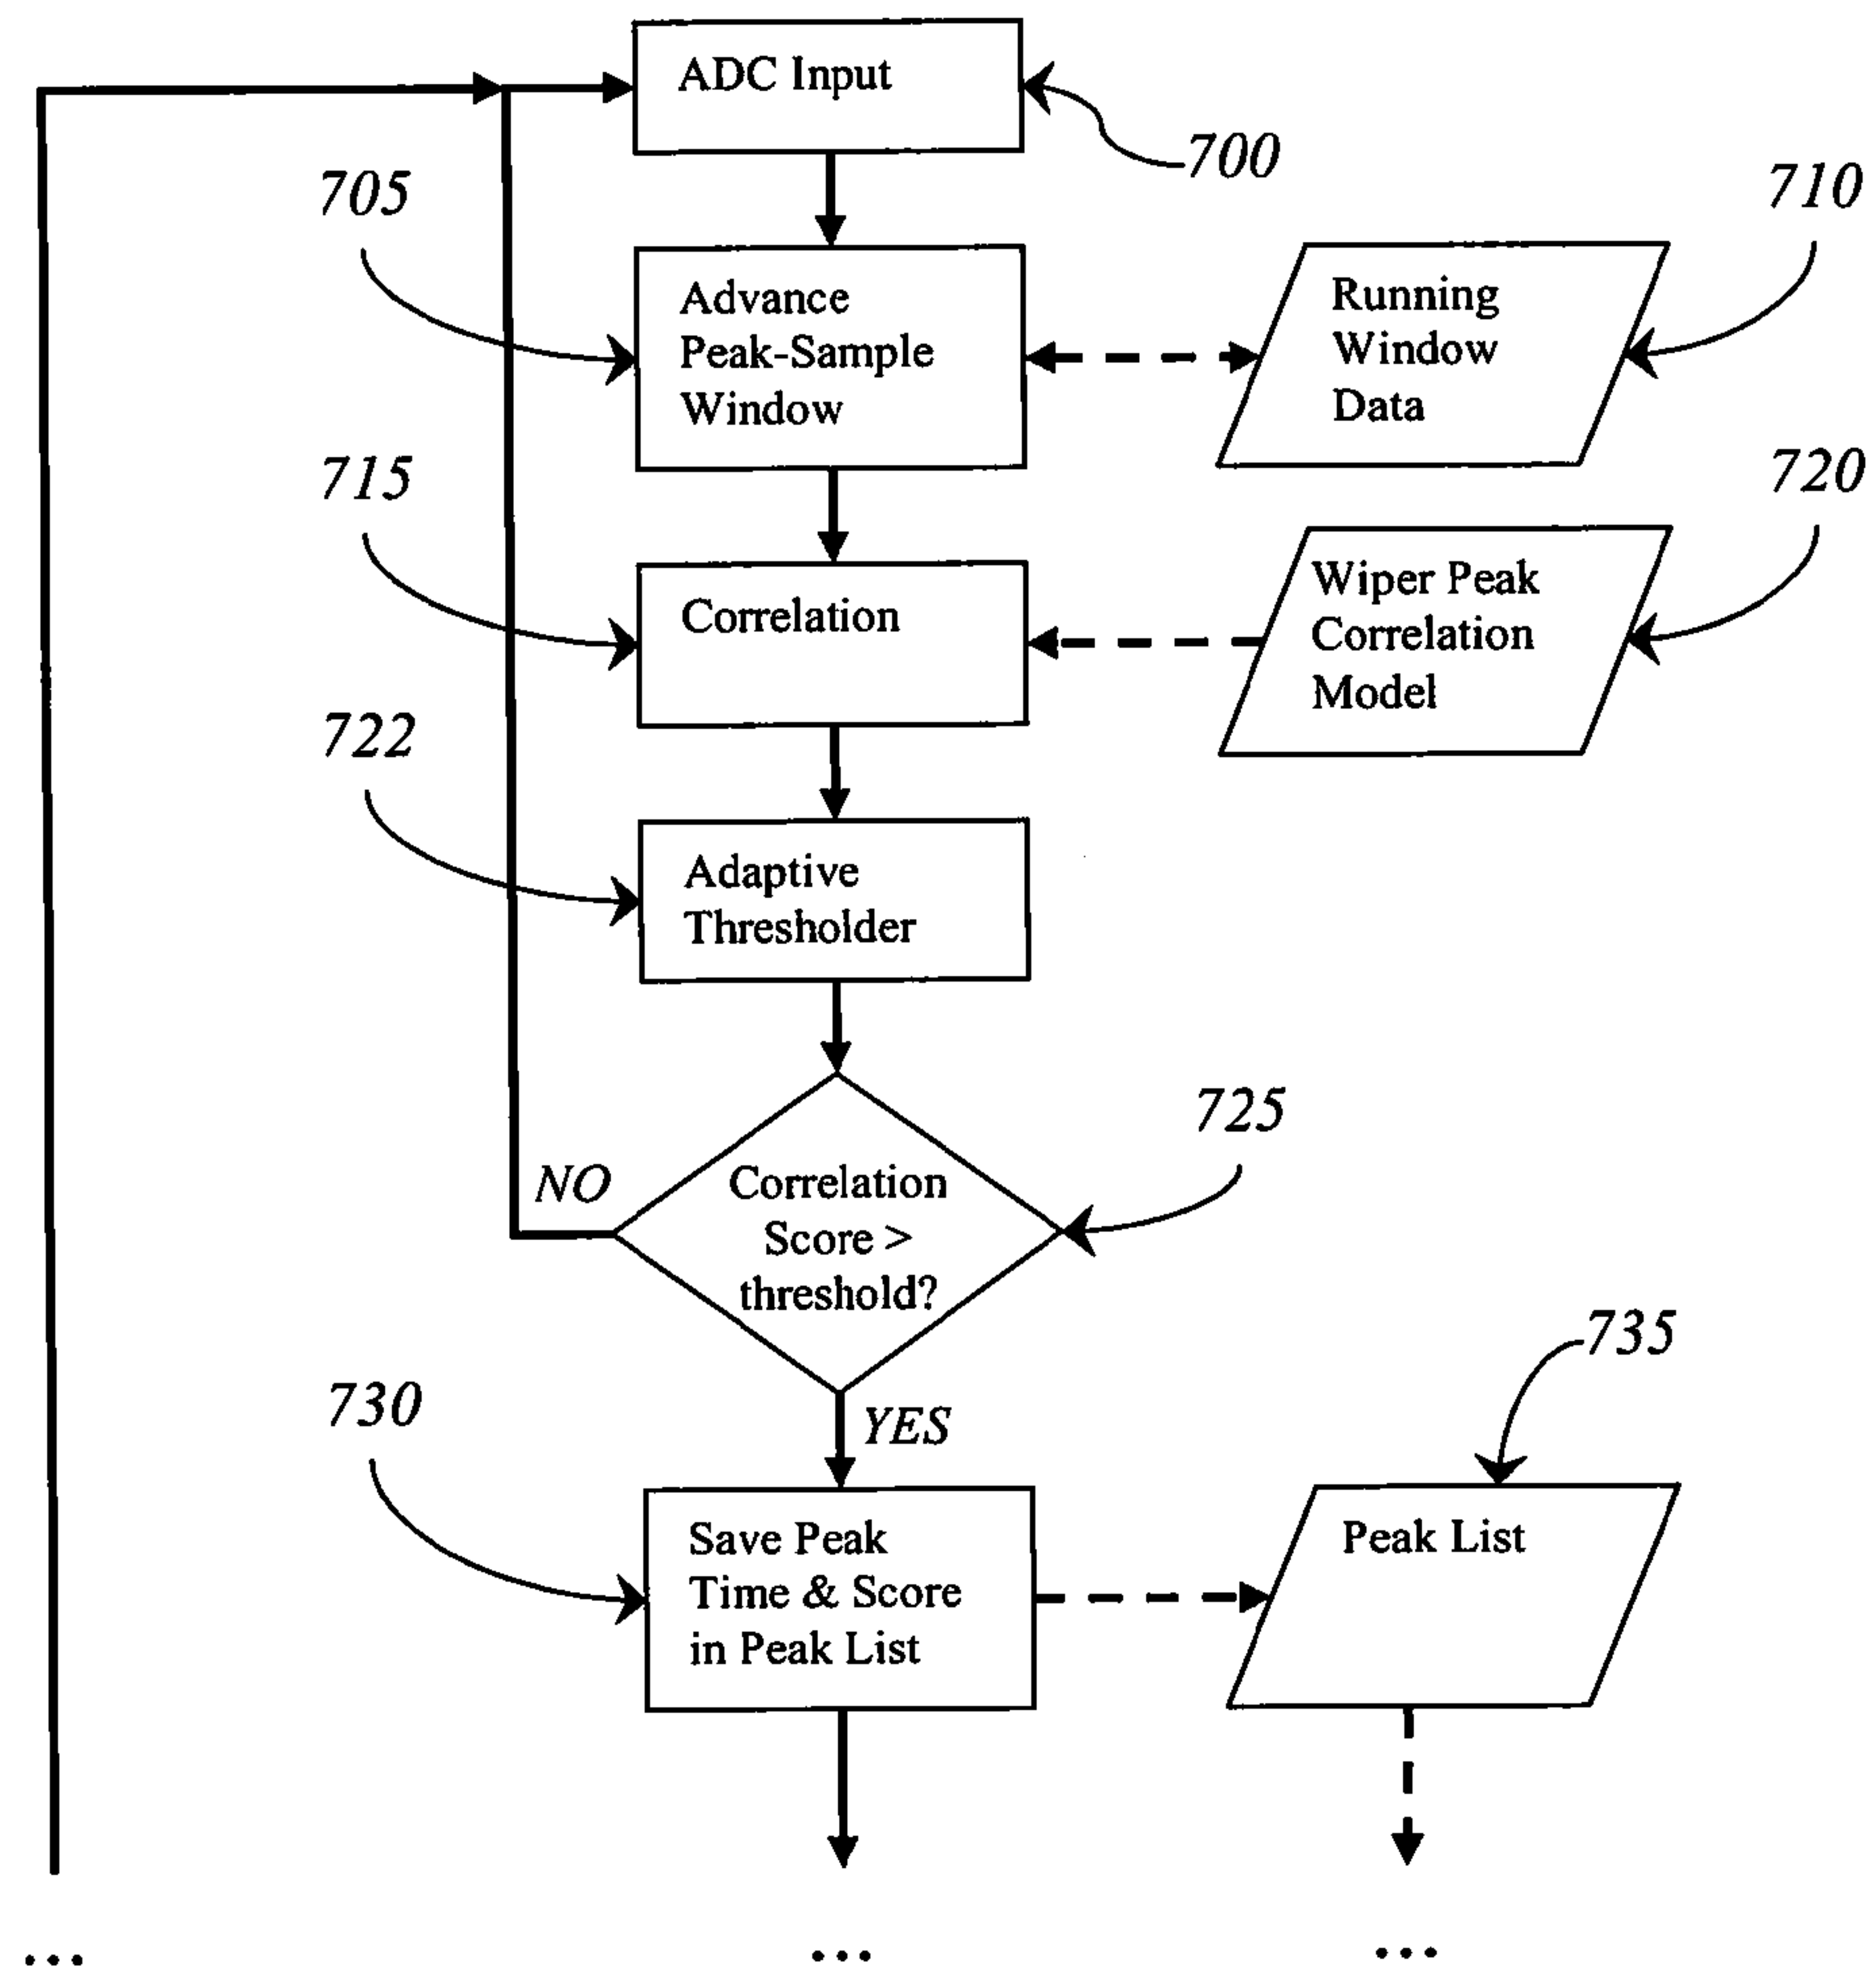 ADC Input
700
705
710
Advance
Peak-Sample
Window
Running
Window
Data
715
720
Correlation
Wiper Peak
Correlation
Model
722
Adaptive
Thresholder
725
NO
Correlation
Score >
threshold?
735
730
YES
Save Peak
Time & Score
in Peak List
Peak List
...
...
...